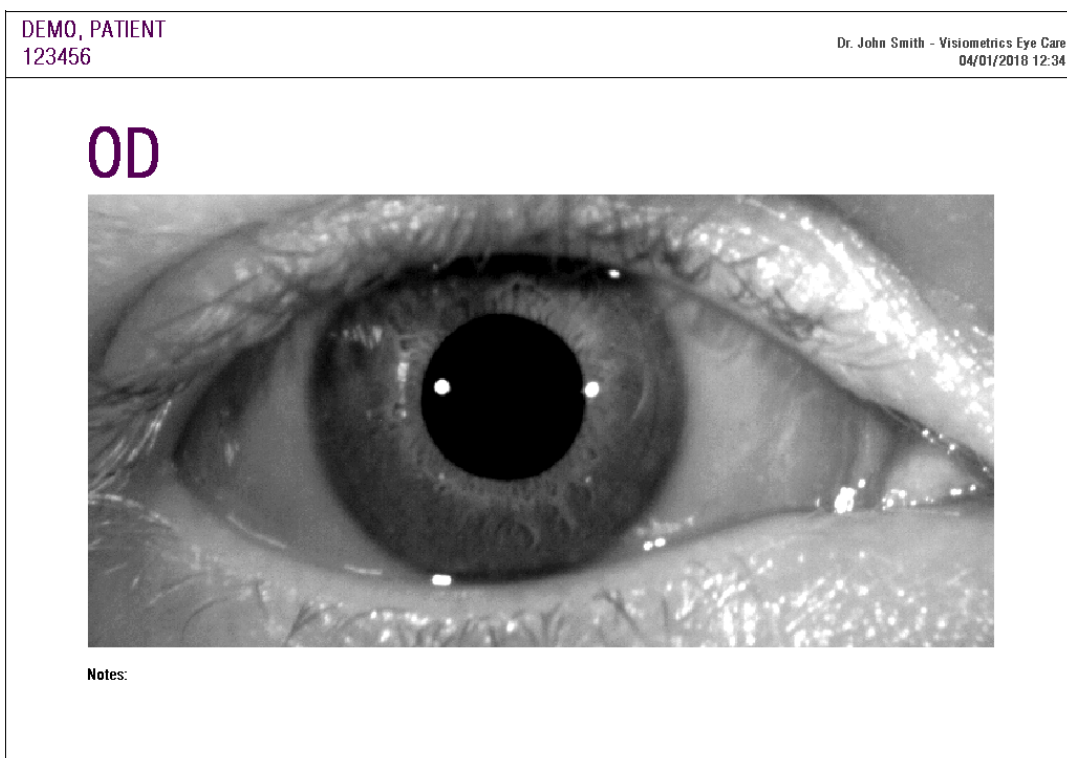 DEMO, PATIENT
123456
Dr. John Smith - Visiometrics Eye Care
04/01/2018 12:34
OD
Notes: